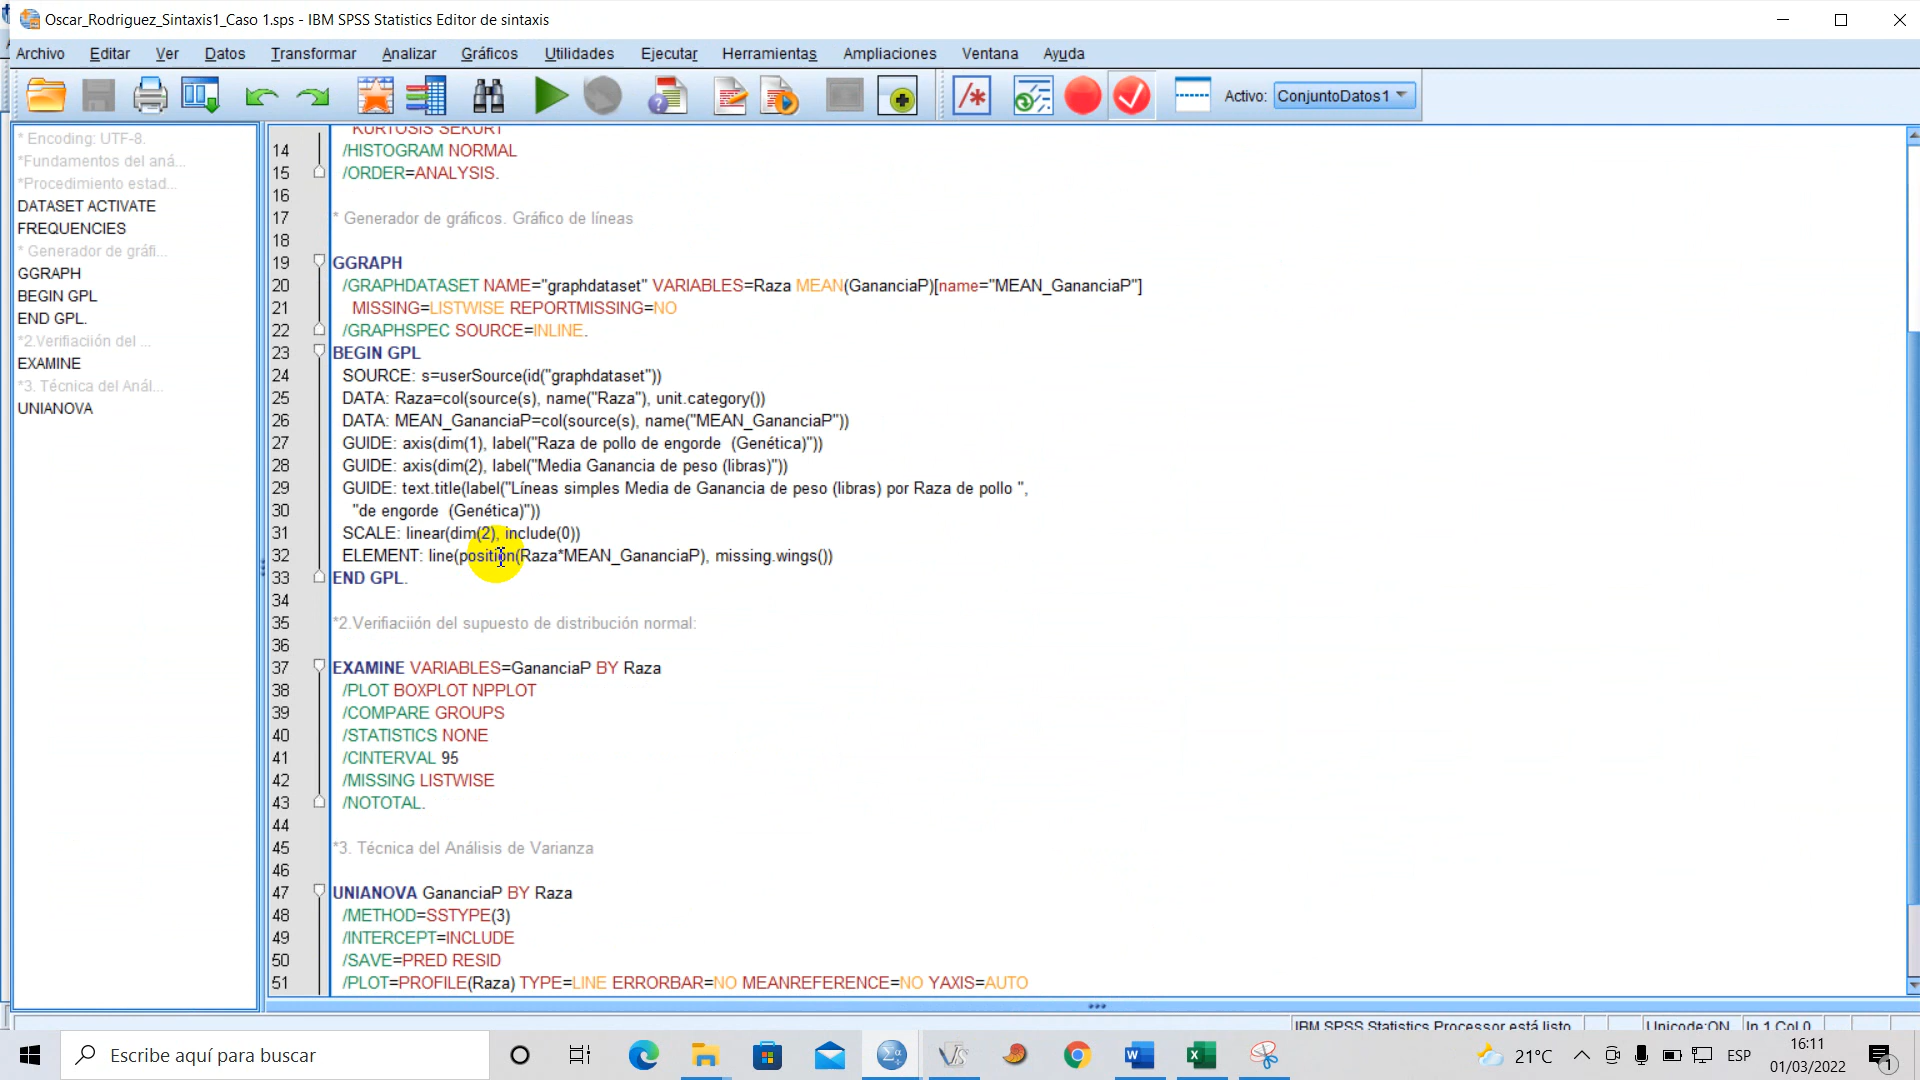 Oscar_Rodriguez_Sintaxis1_Caso 1.sps - IBM SPSS Statistics Editor de sintaxis
Archivo Editar Ver Datos Transformar Analizar Gráficos Utilidades Ejecutar Herramientas Ampliaciones Ventana Ayuda
Activo: ConjuntoDatos1
* Encoding: UTF-8.
*Fundamentos del aná...
*Procedimiento estad...
DATASET ACTIVATE
FREQUENCIES
* Generador de gráfi...
GGRAPH
BEGIN GPL
END GPL.
*2.Verifiaciión del ...
EXAMINE
*3. Técnica del Anál...
UNIANOVA
KURTOSIS SEKURT
14 /HISTOGRAM NORMAL
15 /ORDER=ANALYSIS.
16
17 * Generador de gráficos. Gráfico de líneas
18
19 GGRAPH
20 /GRAPHDATASET NAME="graphdataset" VARIABLES=Raza MEAN(GananciaP)[name="MEAN_GananciaP"]
21 MISSING=LISTWISE REPORTMISSING=NO
22 /GRAPHSPEC SOURCE=INLINE.
23 BEGIN GPL
24 SOURCE: s=userSource(id("graphdataset"))
25 DATA: Raza=col(source(s), name("Raza"), unit.category())
26 DATA: MEAN_GananciaP=col(source(s), name("MEAN_GananciaP"))
27 GUIDE: axis(dim(1), label("Raza de pollo de engorde  (Genética)"))
28 GUIDE: axis(dim(2), label("Media Ganancia de peso (libras)"))
29 GUIDE: text.title(label("Líneas simples Media de Ganancia de peso (libras) por Raza de pollo ",
30 "de engorde  (Genética)"))
31 SCALE: linear(dim(2), include(0))
32 ELEMENT: line(position(Raza*MEAN_GananciaP), missing.wings())
33 END GPL.
34
35 *2.Verifiaciión del supuesto de distribución normal:
36
37 EXAMINE VARIABLES=GananciaP BY Raza
38 /PLOT BOXPLOT NPPLOT
39 /COMPARE GROUPS
40 /STATISTICS NONE
41 /CINTERVAL 95
42 /MISSING LISTWISE
43 /NOTOTAL.
44
45 *3. Técnica del Análisis de Varianza
46
47 UNIANOVA GananciaP BY Raza
48 /METHOD=SSTYPE(3)
49 /INTERCEPT=INCLUDE
50 /SAVE=PRED RESID
51 /PLOT=PROFILE(Raza) TYPE=LINE ERRORBAR=NO MEANREFERENCE=NO YAXIS=AUTO
IBM SPSS Statistics Processor está listo Unicode:ON In 1 Col 0
Escribe aquí para buscar
21°C ESP
16:11
01/03/2022
1